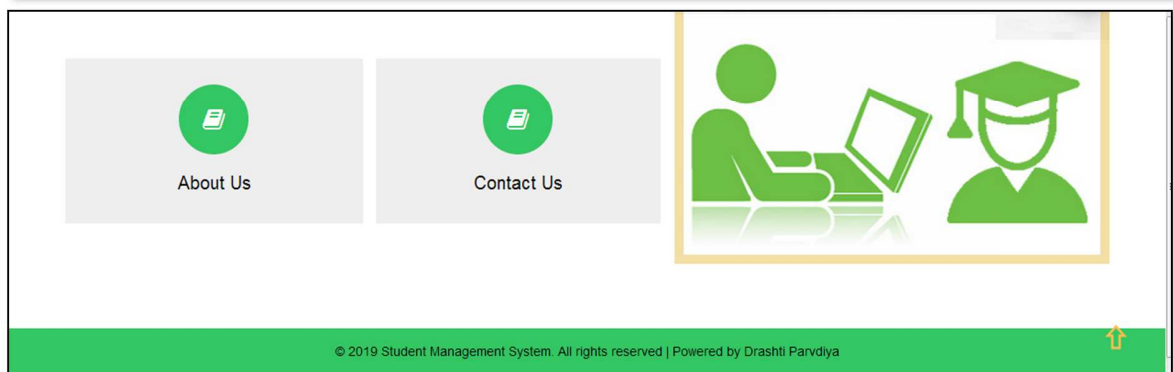 About Us
Contact Us
© 2019 Student Management System. All rights reserved | Powered by Drashti Parvdiya